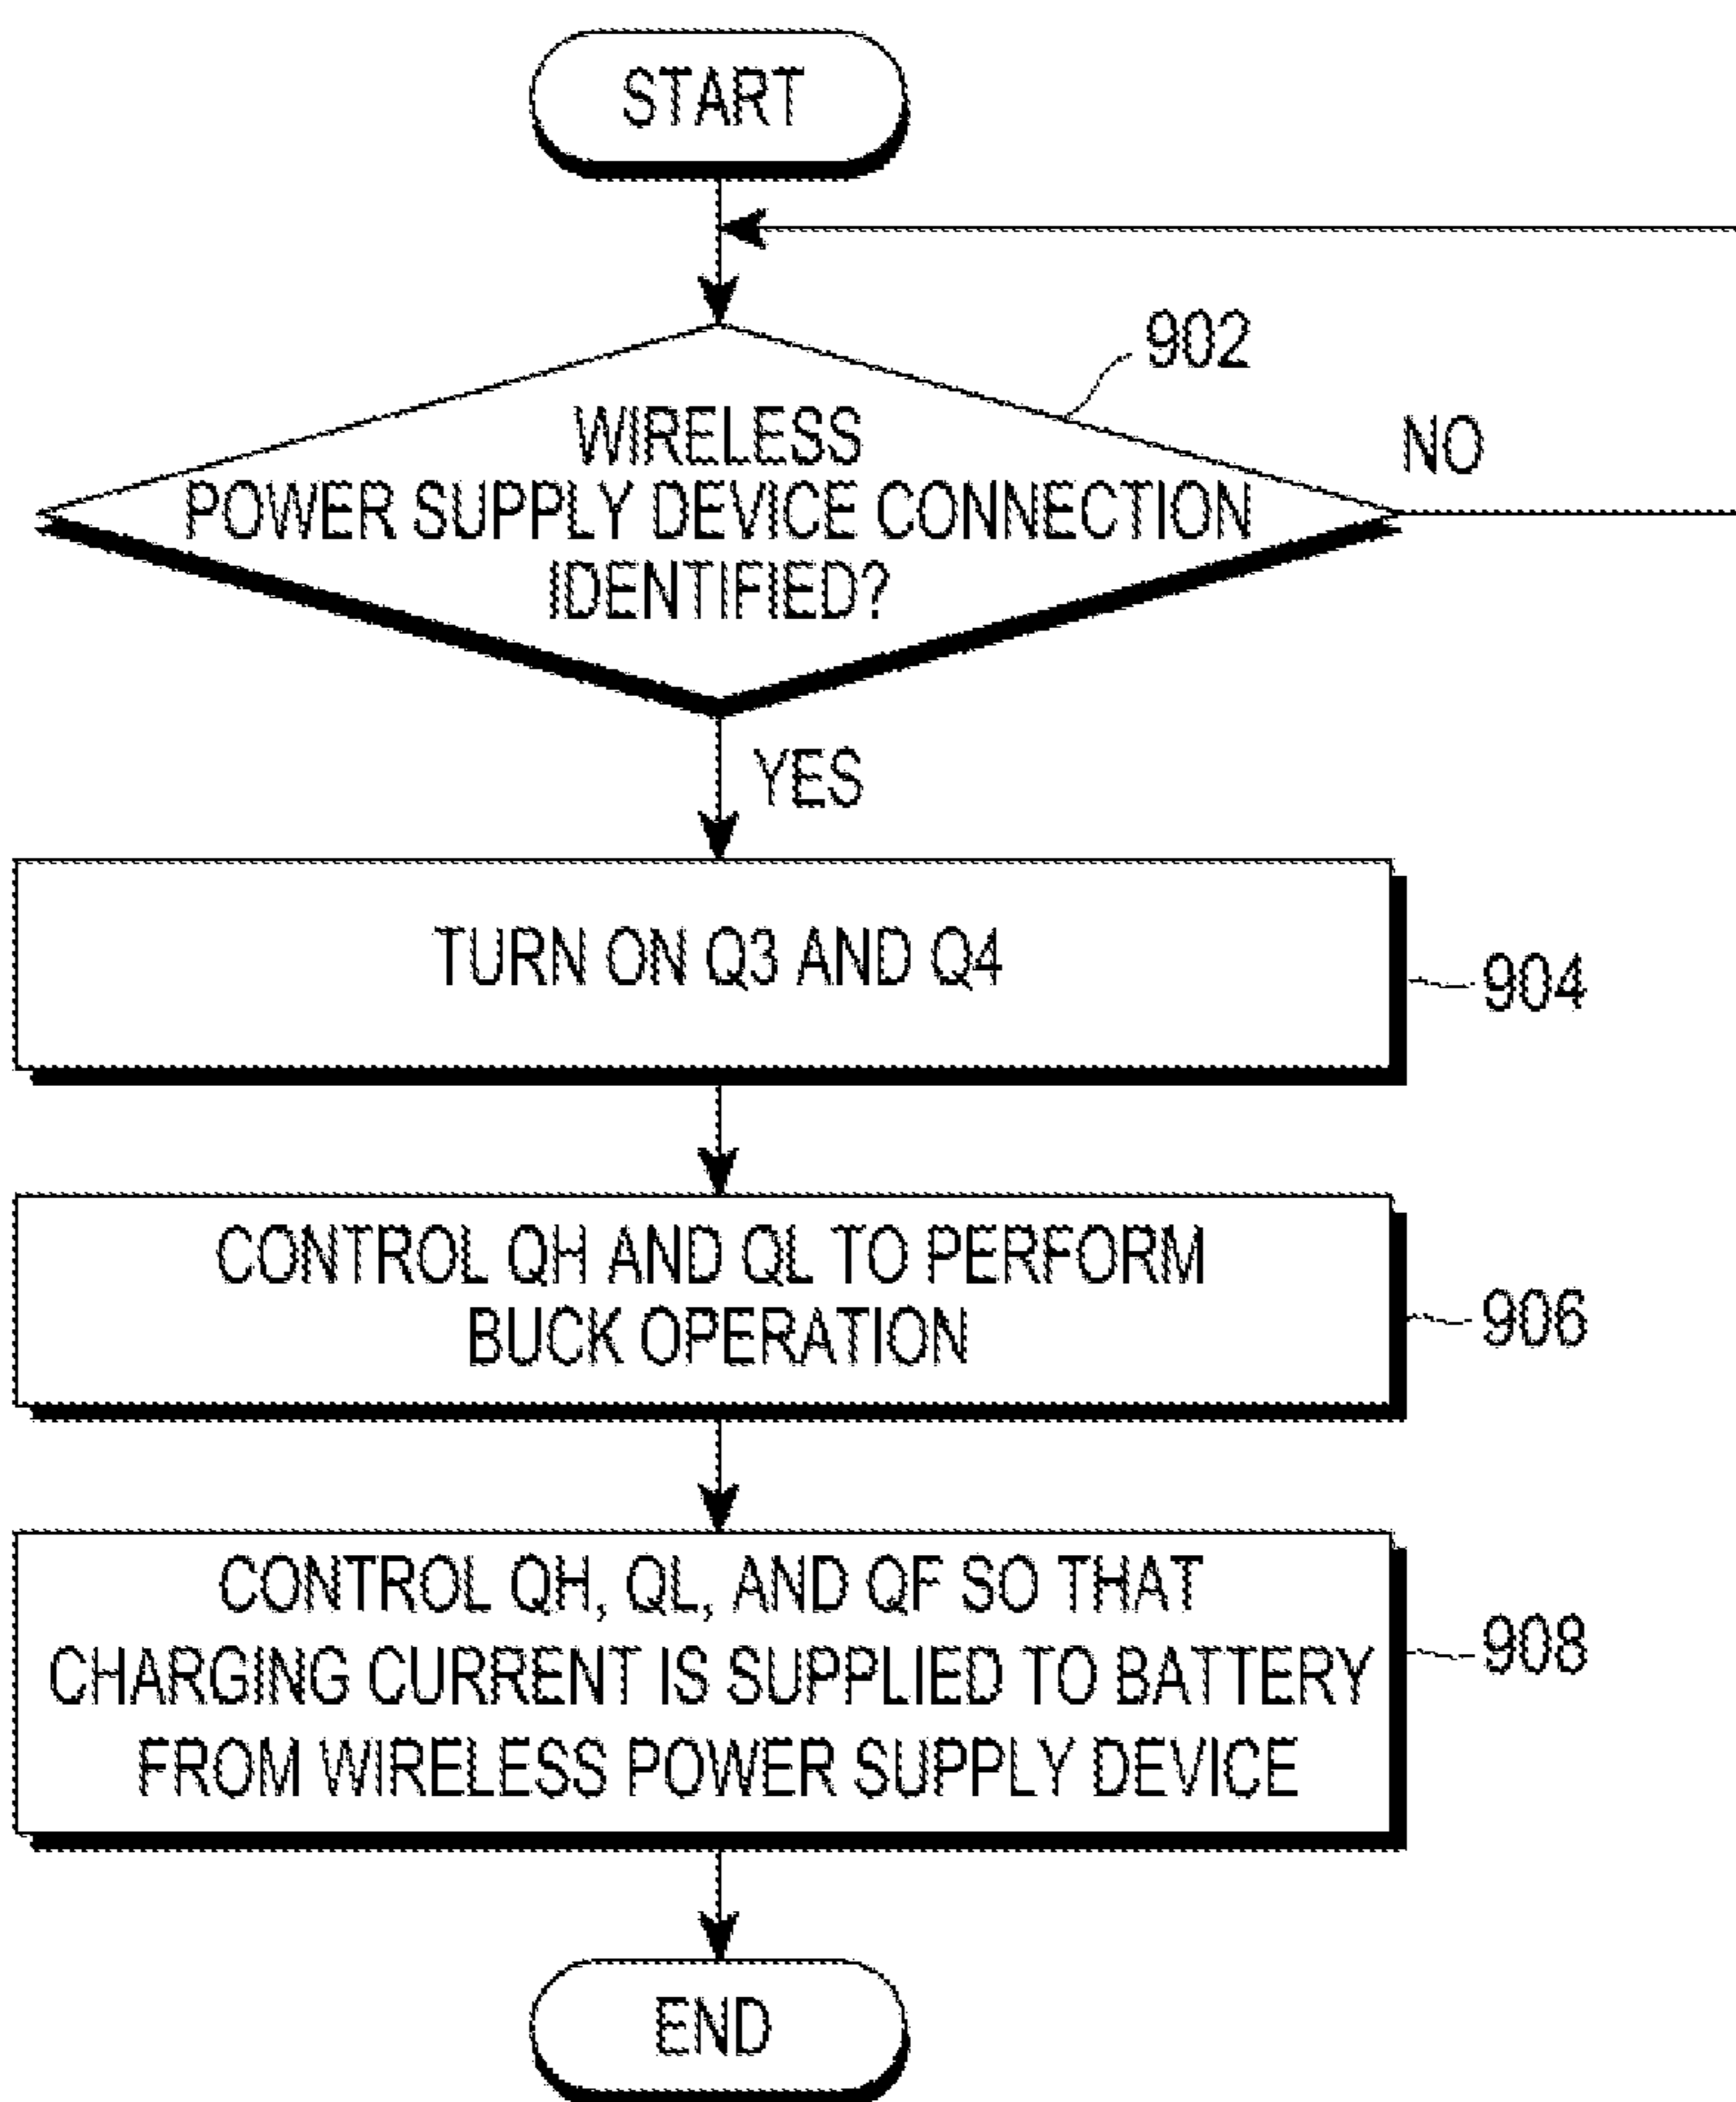 START
902
WIRELESS
POWER SUPPLY DEVICE CONNECTION
IDENTIFIED?
NO
YES
TURN ON Q3 AND Q4
904
CONTROL QH AND QL TO PERFORM
BUCK OPERATION
906
CONTROL QH, QL, AND QF SO THAT
CHARGING CURRENT IS SUPPLIED TO BATTERY
FROM WIRELESS POWER SUPPLY DEVICE
908
END